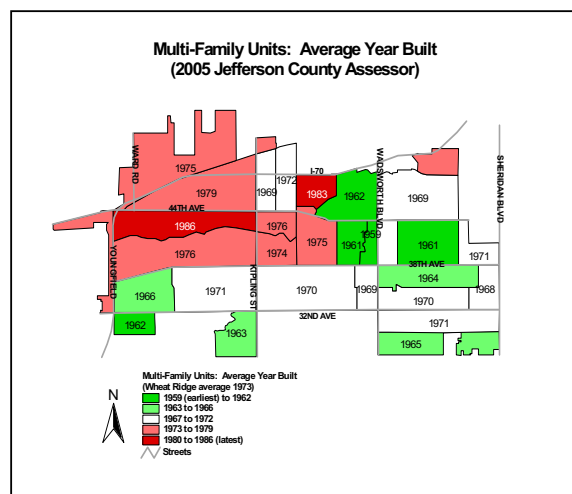 Multi-Family Units: Average Year Built
(2005 Jefferson County Assessor)
WARD RD
1975
I-70
WADSWORTH BLVD
SHERIDAN BLVD
1979
1969
1972
1983
1962
1969
44TH AVE
1986
1976
1975
1961
1959
1961
1971
YOUNGFIELD
1976
1974
38TH AVE
KIPLING ST
1964
1966
1971
1970
1969
1970
1968
32ND AVE
1962
1963
1971
1965
Multi-Family Units: Average Year Built
(Wheat Ridge average 1973)
1959 (earliest) to 1962
1963 to 1966
1967 to 1972
1973 to 1979
1980 to 1986 (latest)
Streets
N